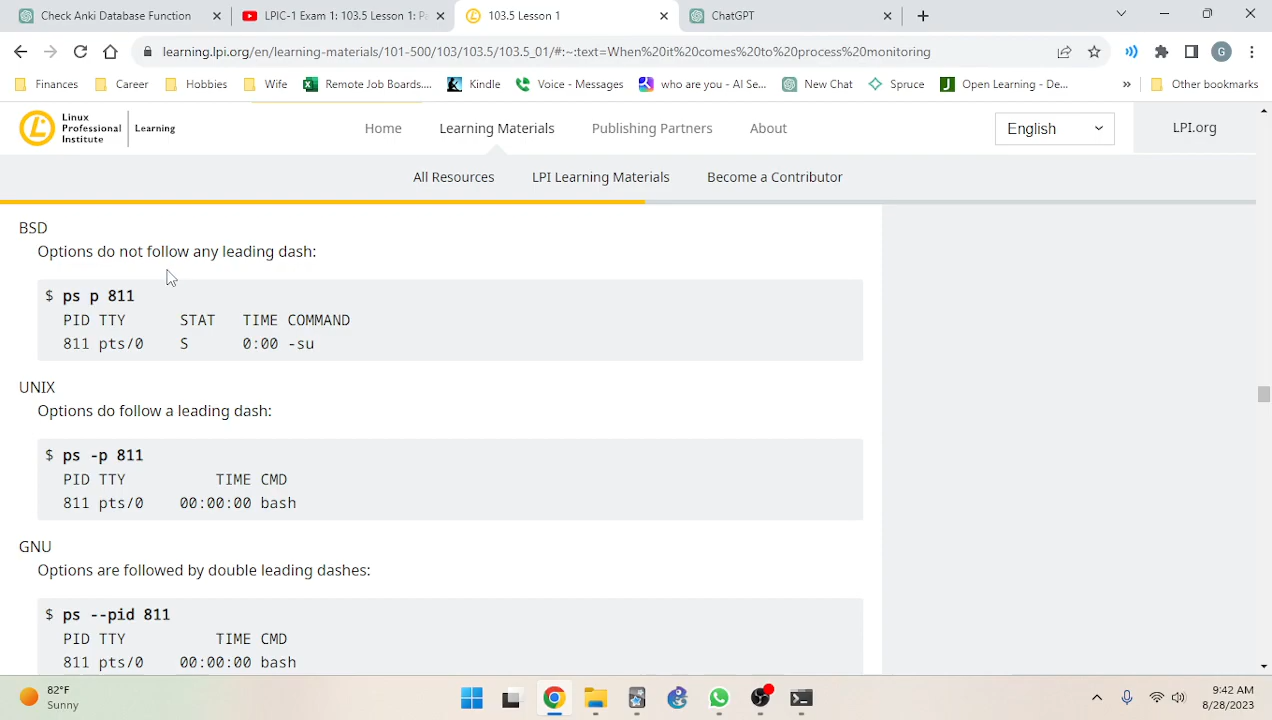 Check Anki Database Function
LPIC-1 Exam 1: 103.5 Lesson 1: P
103.5 Lesson 1
ChatGPT
learning.lpi.org/en/learning-materials/101-500/103/103.5/103.5_01/#:~:text=When%20it%20comes%20to%20process%20monitoring
G
Finances
Career
Hobbies
Wife
Remote Job Boards....
Kindle
Voice - Messages
who are you - AI Se...
New Chat
Spruce
Open Learning - De...
»
Other bookmarks
Linux
Professional
Institute
Learning
Home
Learning Materials
Publishing Partners
About
English
LPI.org
All Resources
LPI Learning Materials
Become a Contributor
BSD
Options do not follow any leading dash:
$ ps p 811
PID TTY STAT TIME COMMAND
811 pts/0 S 0:00 -su
UNIX
Options do follow a leading dash:
$ ps -p 811
PID TTY TIME CMD
811 pts/0 00:00:00 bash
GNU
Options are followed by double leading dashes:
$ ps --pid 811
PID TTY TIME CMD
811 pts/0 00:00:00 bash
82°F
Sunny
9:42 AM
8/28/2023